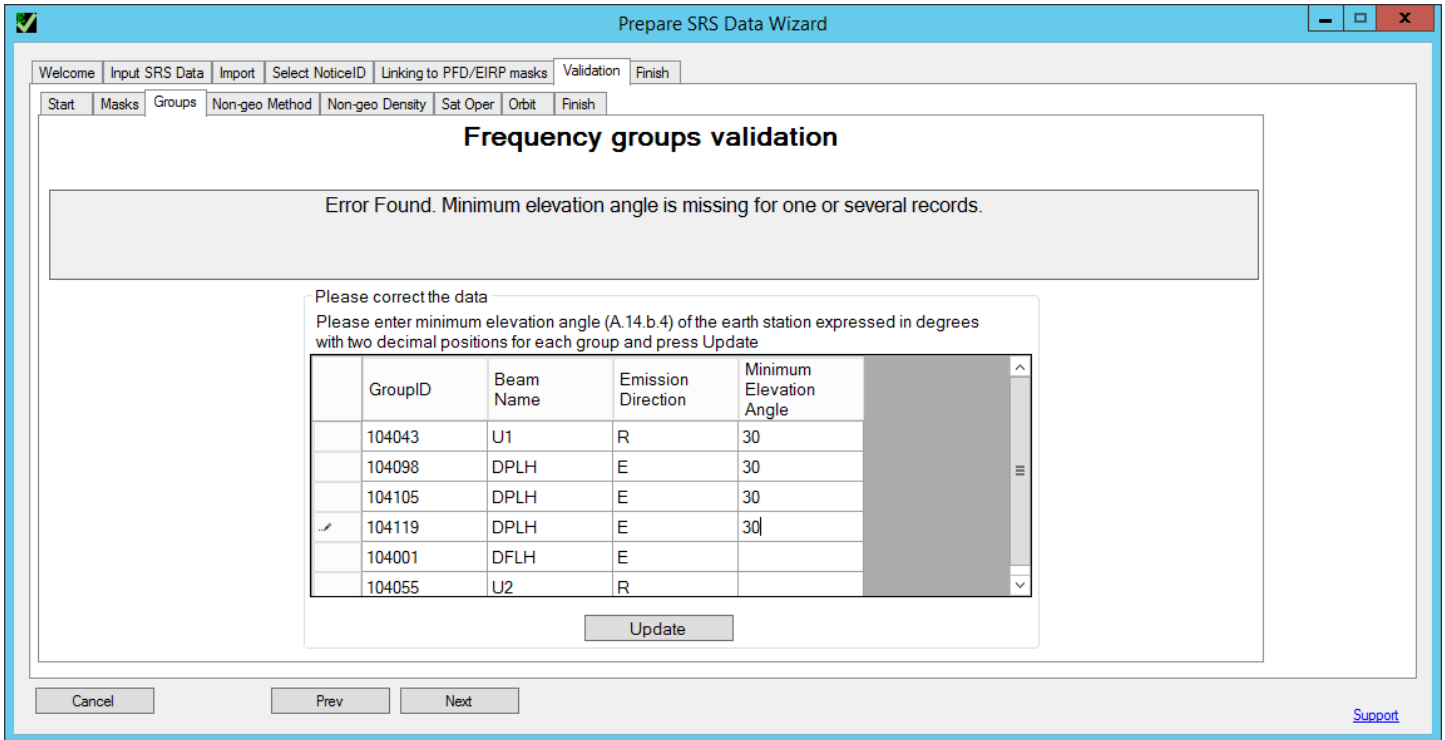 Prepare SRS Data Wizard
Welcome Input SRS Data Import Select NoticeID Linking to PFD/EIRP masks Validation Finish
Start Masks Groups Non-geo Method Non-geo Density Sat Oper Orbit Finish
Frequency groups validation
Error Found. Minimum elevation angle is missing for one or several records.
Please correct the data
Please enter minimum elevation angle (A.14.b.4) of the earth station expressed in degrees
with two decimal positions for each group and press Update
GroupID Beam Name Emission Direction Minimum Elevation Angle
104043 U1 R 30
104098 DPLH E 30
104105 DPLH E 30
104119 DPLH E 30
104001 DFLH E
104055 U2 R
Update
Cancel Prev Next
Support